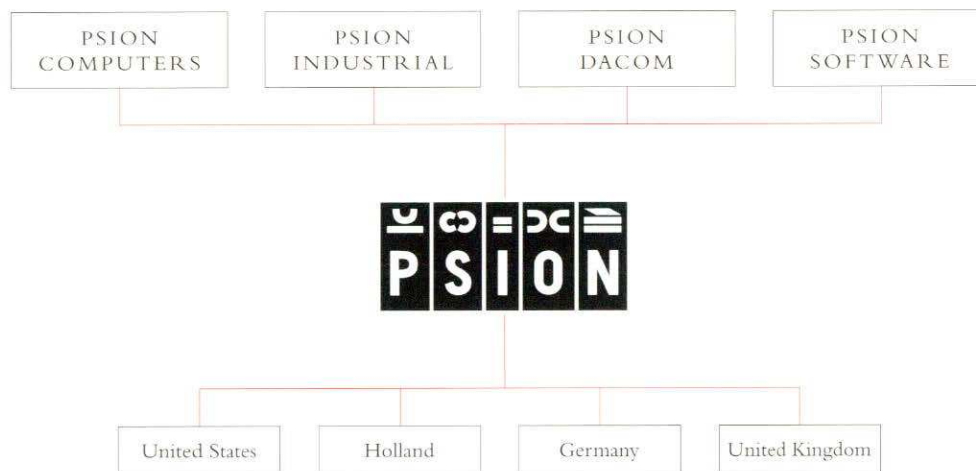 PSION
COMPUTERS
PSION
INDUSTRIAL
PSION
DACOM
PSION
SOFTWARE
PSION
United States
Holland
Germany
United Kingdom